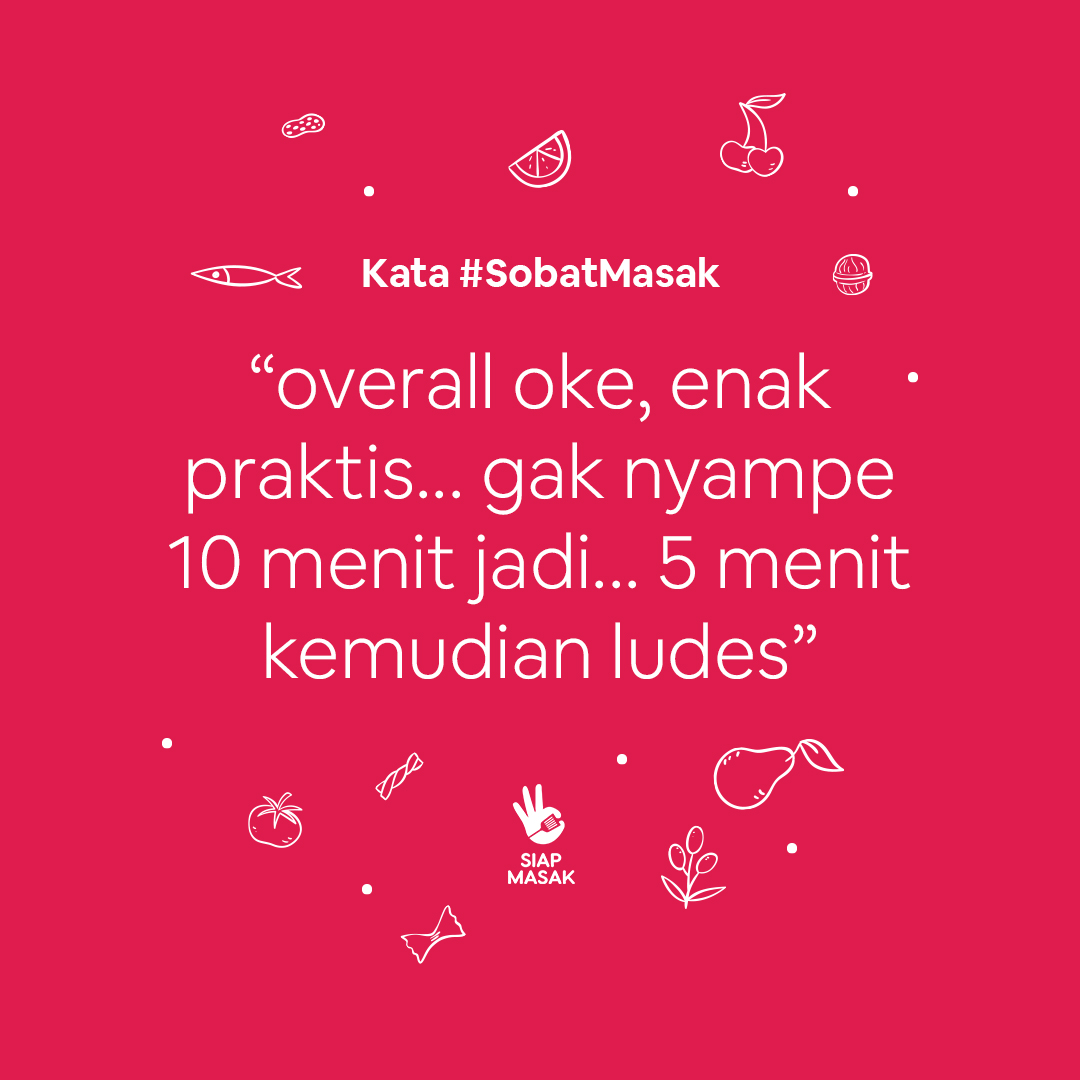 Kata #SobatMasak
“overall oke, enak
praktis... gak nyampe
10 menit jadi... 5 menit
kemudian ludes”
SIAP
MASAK